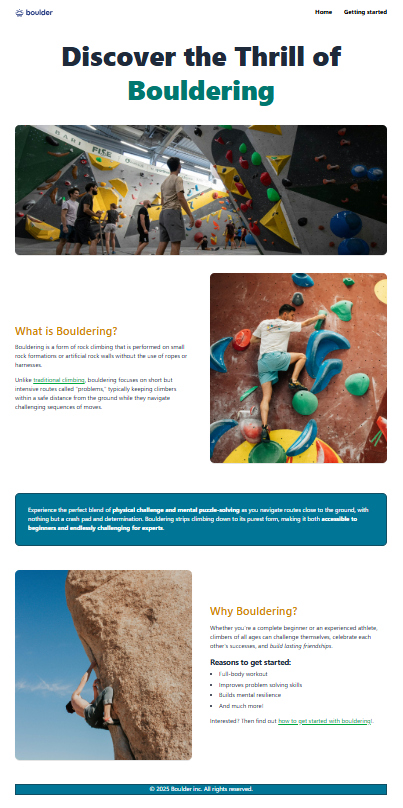 boulder
Home Getting started
Discover the Thrill of
Bouldering
What is Bouldering?
Bouldering is a form of rock climbing that is performed on small
rock formations or artificial rock walls without the use of ropes or
harnesses.
Unlike traditional climbing, bouldering focuses on short but
intensive routes called "problems," typically keeping climbers
within a safe distance from the ground while they navigate
challenging sequences of moves.
Experience the perfect blend of physical challenge and mental puzzle-solving as you navigate routes close to the ground, with
nothing but a crash pad and determination. Bouldering strips climbing down to its purest form, making it both accessible to
beginners and endlessly challenging for experts.
Why Bouldering?
Whether you're a complete beginner or an experienced athlete,
climbers of all ages can challenge themselves, celebrate each
other's successes, and build lasting friendships.
Reasons to get started:
• Full-body workout
• Improves problem solving skills
• Builds mental resilience
• And much more!
Interested? Then find out how to get started with bouldering!.
© 2025 Boulder inc. All rights reserved.